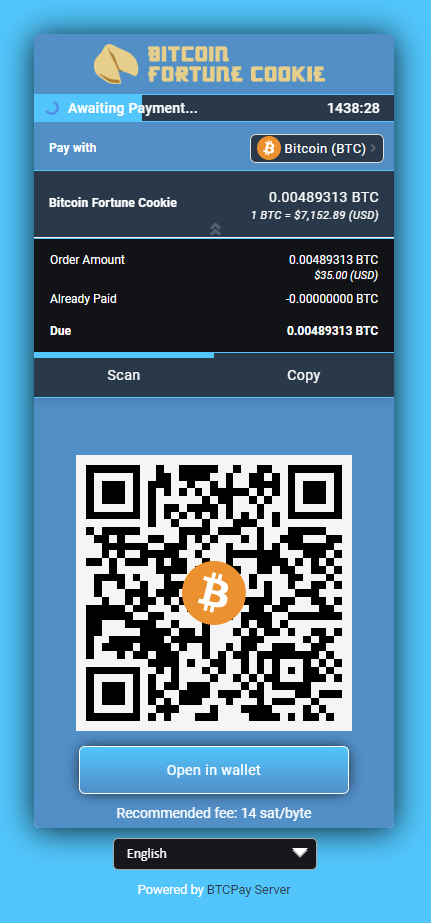 BITCOIN
FORTUNE COOKIE
Awaiting Payment... 1438:28
Pay with Bitcoin (BTC)
Bitcoin Fortune Cookie 0.00489313 BTC
1 BTC = $7,152.89 (USD)
Order Amount 0.00489313 BTC
$35.00 (USD)
Already Paid -0.00000000 BTC
Due 0.00489313 BTC
Scan Copy
Open in wallet
Recommended fee: 14 sat/byte
English
Powered by BTCPay Server